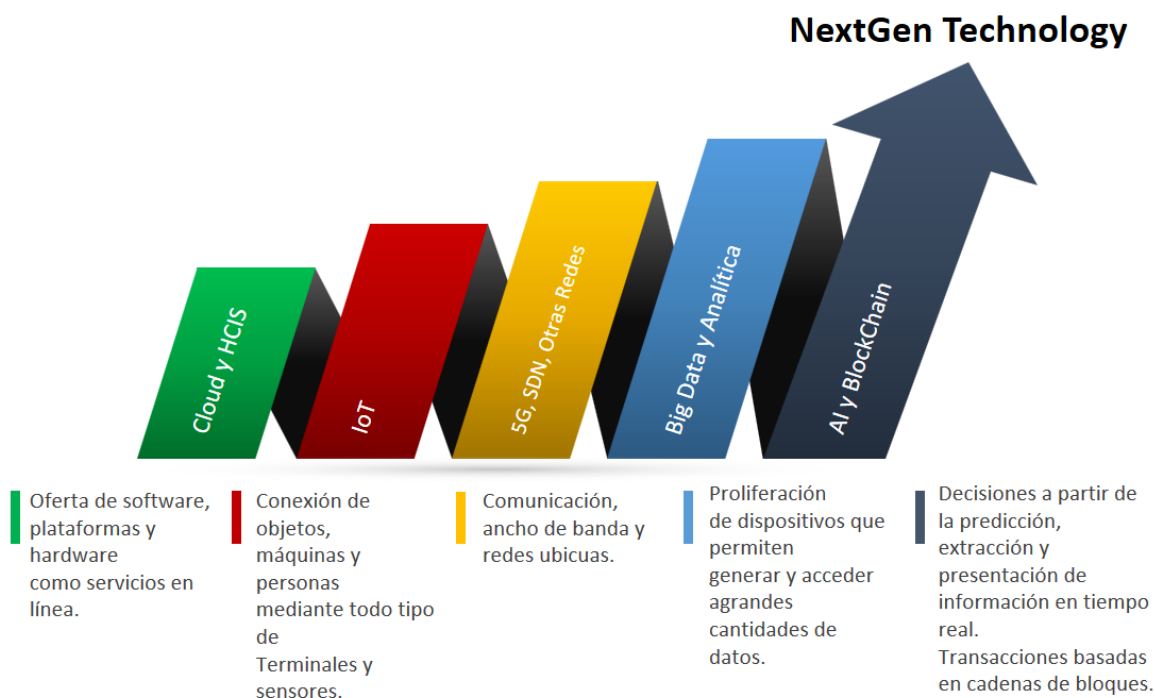 NextGen Technology
Cloud y HCIS
IoT
5G, SDN, Otras Redes
Big Data y Analítica
AI y BlockChain
Oferta de software,
plataformas y
hardware
como servicios en
línea.
Conexión de
objetos,
máquinas y
personas
mediante todo tipo
de
Terminales y
sensores.
Comunicación,
ancho de banda y
redes ubicuas.
Proliferación
de dispositivos que
permiten
generar y acceder
agrandes
cantidades de
datos.
Decisiones a partir de
la predicción,
extracción y
presentación de
información en tiempo
real.
Transacciones basadas
en cadenas de bloques.